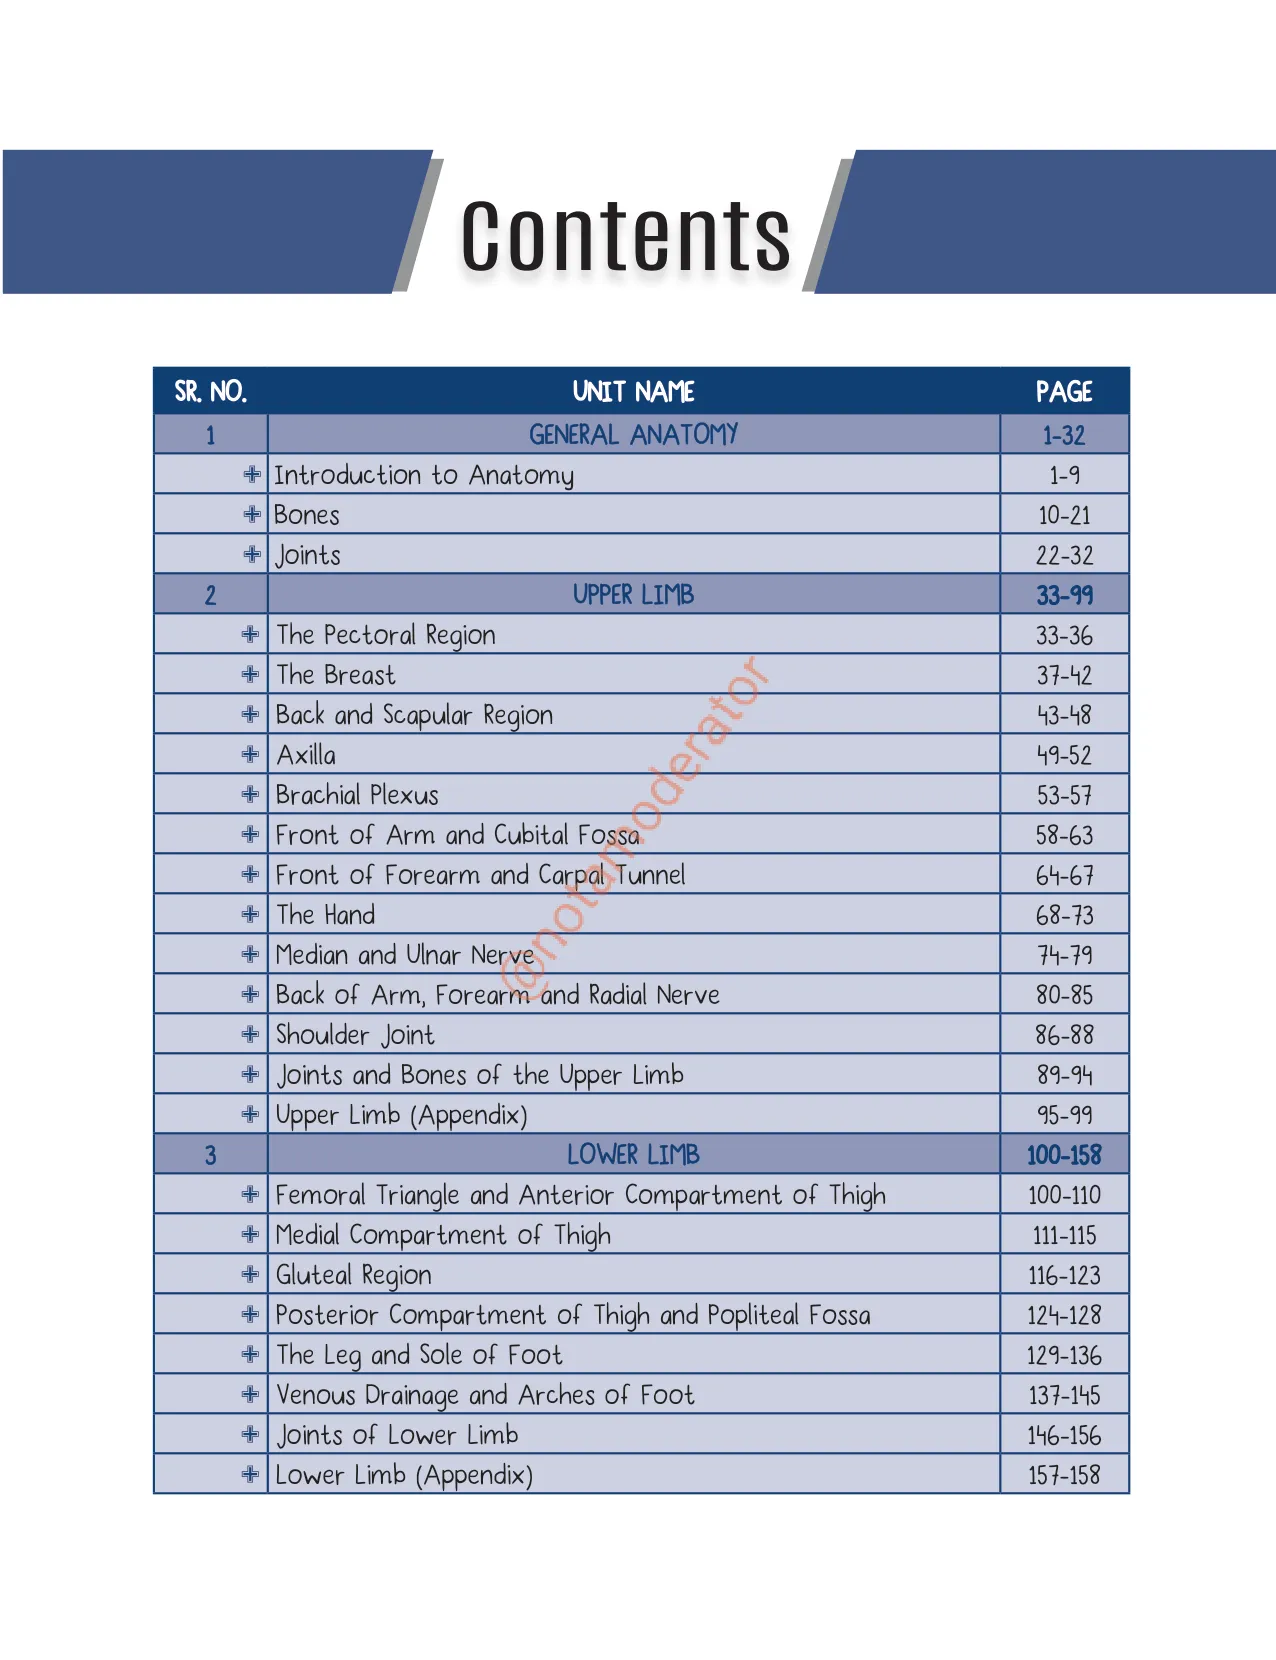 Contents
SR. NO. UNIT NAME PAGE
1 GENERAL ANATOMY 1-32
Introduction to Anatomy 1-9
Bones 10-21
Joints 22-32
2 UPPER LIMB 33-99
The Pectoral Region 33-36
The Breast 37-42
Back and Scapular Region 43-48
Axilla 49-52
Brachial Plexus 53-57
Front of Arm and Cubital Fossa 58-63
Front of Forearm and Carpal Tunnel 64-67
The Hand 68-73
Median and Ulnar Nerve 74-79
Back of Arm, Forearm and Radial Nerve 80-85
Shoulder Joint 86-88
Joints and Bones of the Upper Limb 89-94
Upper Limb (Appendix) 95-99
3 LOWER LIMB 100-158
Femoral Triangle and Anterior Compartment of Thigh 100-110
Medial Compartment of Thigh 111-115
Gluteal Region 116-123
Posterior Compartment of Thigh and Popliteal Fossa 124-128
The Leg and Sole of Foot 129-136
Venous Drainage and Arches of Foot 137-145
Joints of Lower Limb 146-156
Lower Limb (Appendix) 157-158
@notamoderator